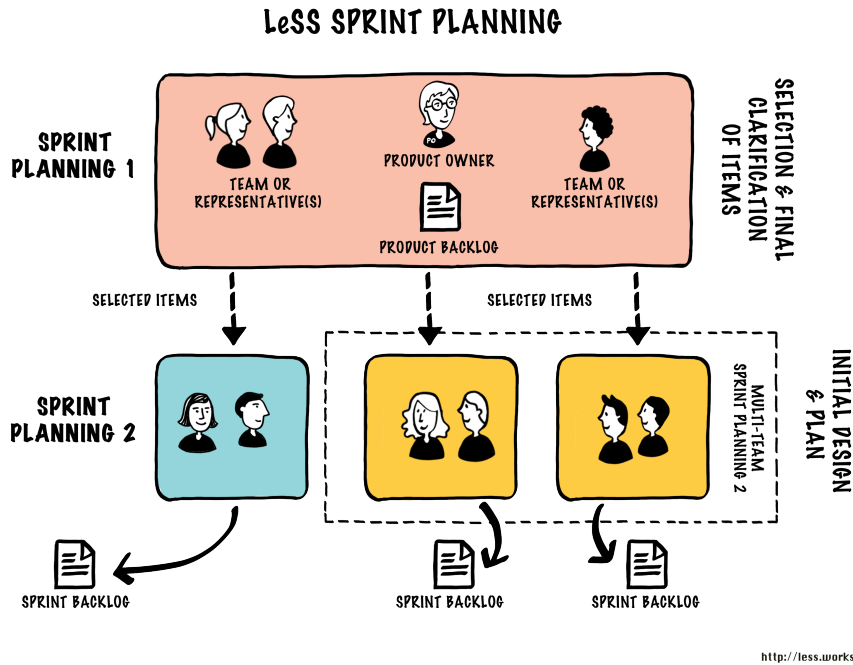 LeSS SPRINT PLANNING
SPRINT
PLANNING 1
TEAM OR
REPRESENTATIVE(S)
PO
PRODUCT OWNER
PRODUCT BACKLOG
TEAM OR
REPRESENTATIVE(S)
SELECTION & FINAL
CLARIFICATION
OF ITEMS
SELECTED ITEMS
SELECTED ITEMS
SPRINT
PLANNING 2
MULTI-TEAM
SPRINT PLANNING 2
INITIAL DESIGN
& PLAN
SPRINT BACKLOG
SPRINT BACKLOG
SPRINT BACKLOG
http://less.works